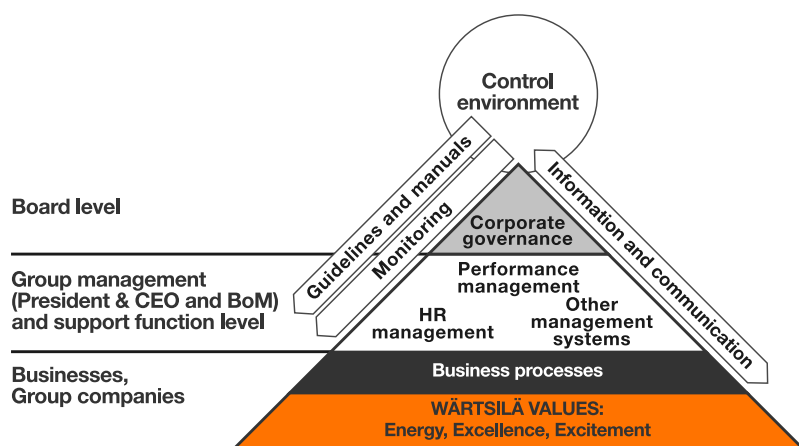 Control
environment
Guidelines and manuals
Monitoring
Information and communication
Board level
Corporate
governance
Group management
(President & CEO and BoM)
and support function level
Performance
management
HR
management
Other
management
systems
Businesses,
Group companies
Business processes
WÄRTSILÄ VALUES:
Energy, Excellence, Excitement